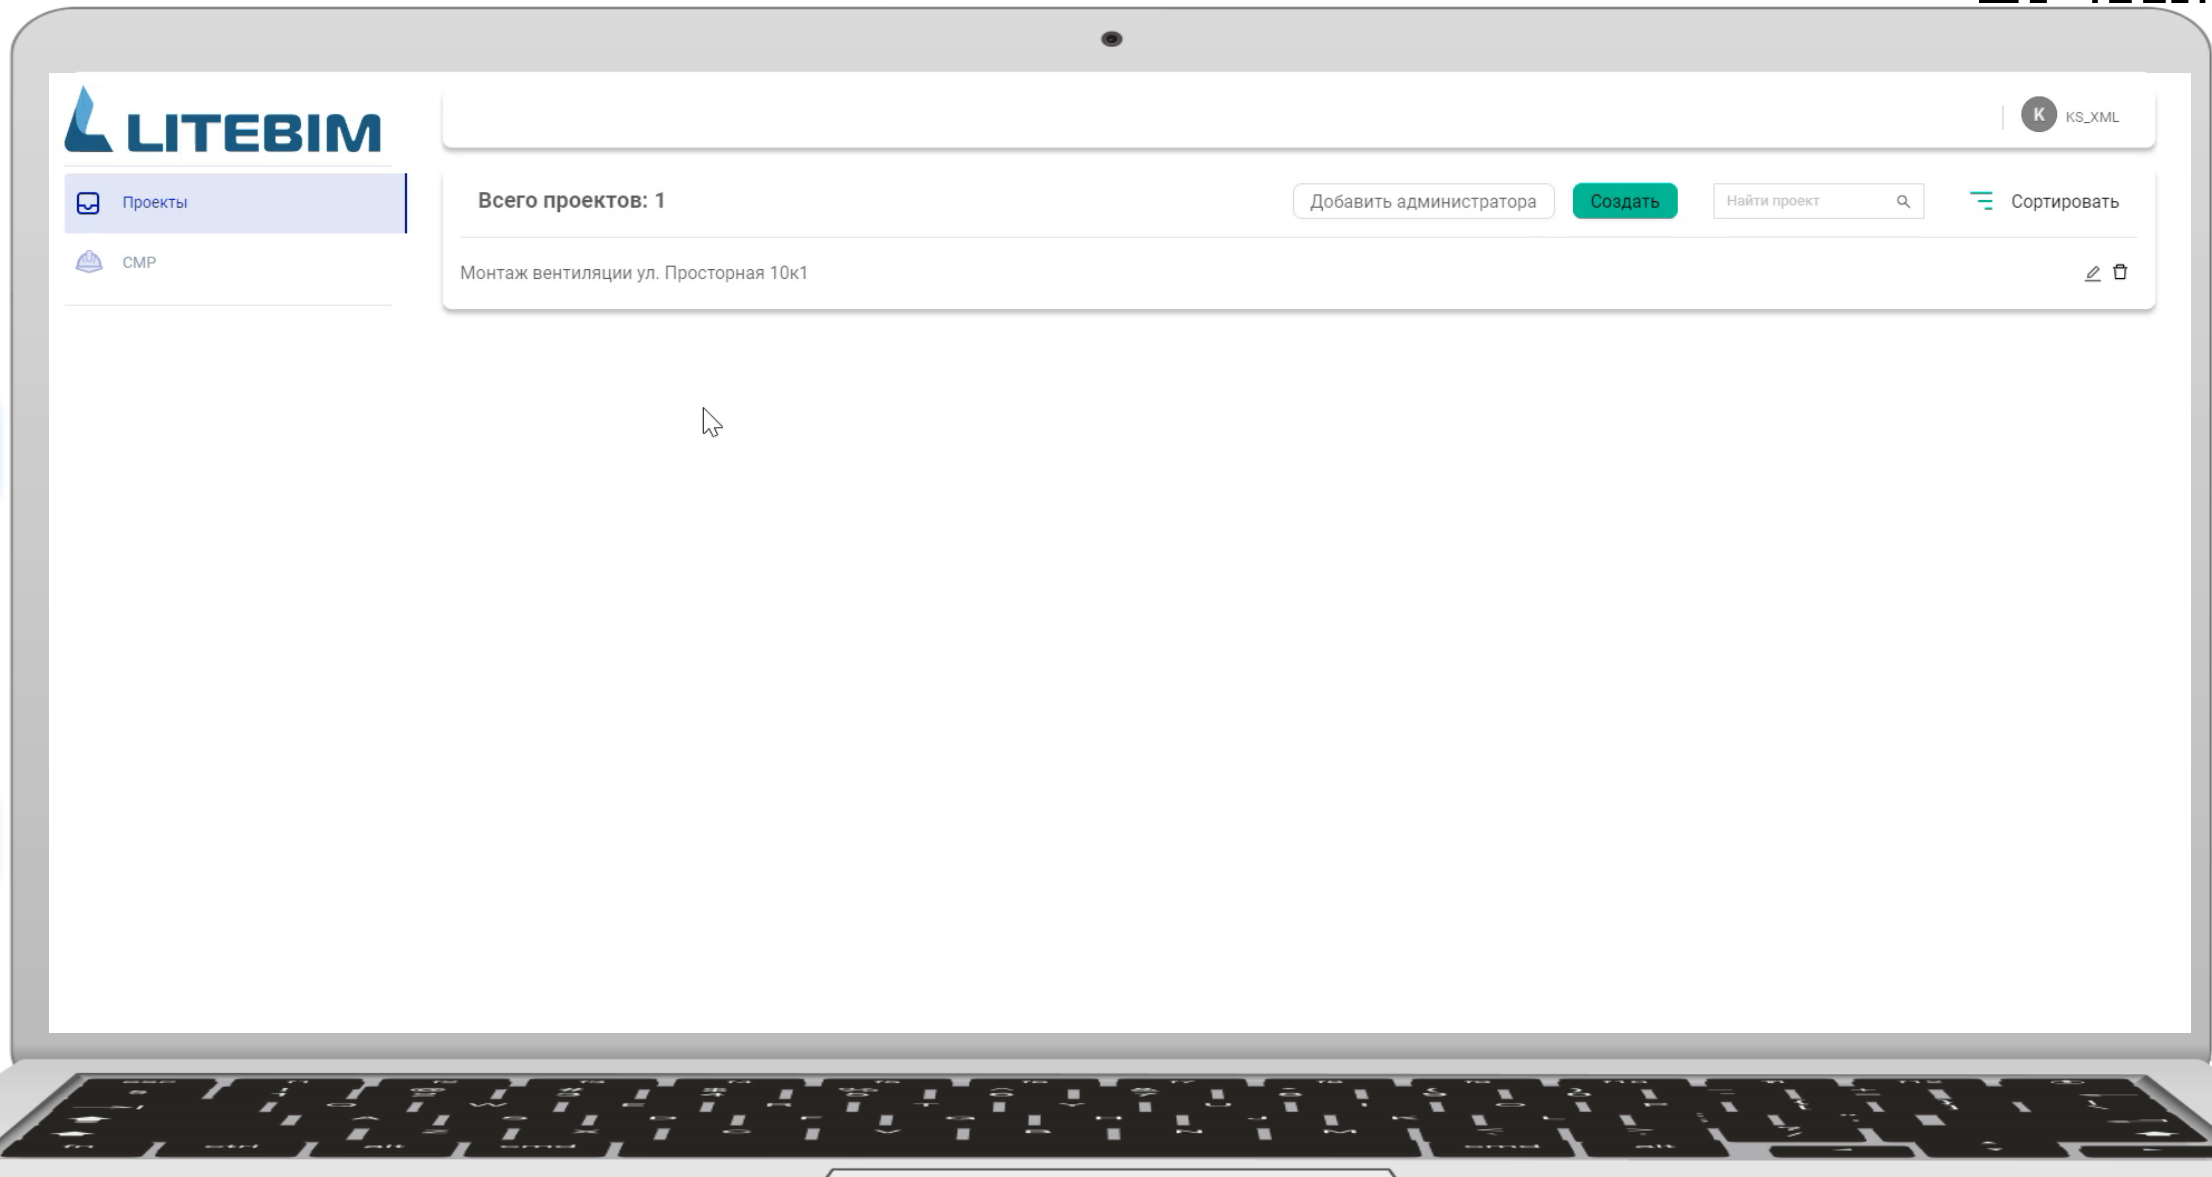 LITEBIM
K KS_XML
Проекты
СМР
Всего проектов: 1
Добавить администратора
Создать
Найти проект
Сортировать
Монтаж вентиляции ул. Просторная 10к1